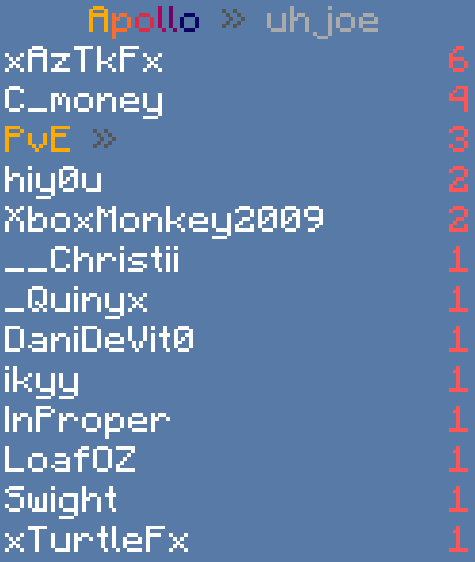 Apollo » uh_joe
xAzTkFx 6
C_money 4
PvE » 3
hiy0u 2
XboxMonkey2009 2
__Christii 1
_Quinyx 1
DaniDeVit0 1
ikyy 1
InProper 1
LoafOZ 1
Swight 1
xTurtleFx 1